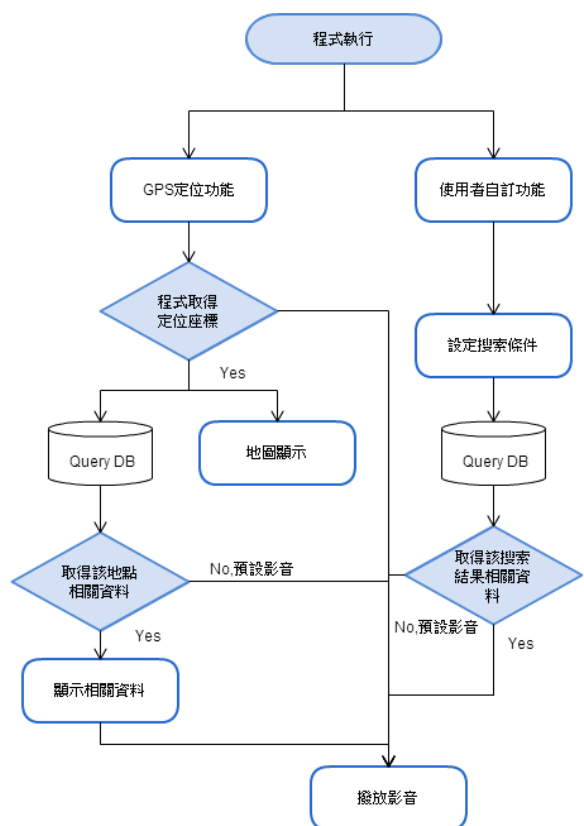 程式執行
GPS定位功能
使用者自訂功能
程式取得
定位座標
設定搜索條件
Yes
Query DB
地圖顯示
Query DB
取得該地點
相關資料
No,預設影音
取得該搜索
結果相關資
料
Yes
No,預設影音
Yes
顯示相關資料
撥放影音